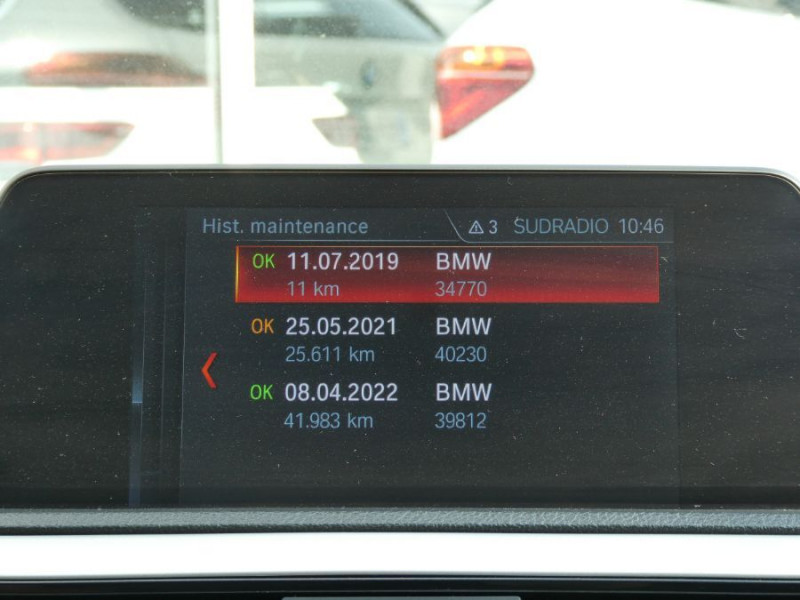 Hist. maintenance 3 SUDRADIO 10:46
OK 11.07.2019 BMW
11 km 34770
OK 25.05.2021 BMW
25.611 km 40230
OK 08.04.2022 BMW
41.983 km 39812